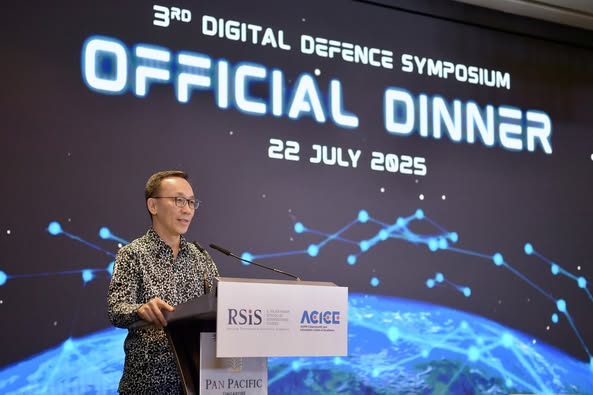 3RD DIGITAL DEFENCE SYMPOSIUM
OFFICIAL DINNER
22 JULY 2025
RSiS
ACICE
PAN PACIFIC
SINGAPORE